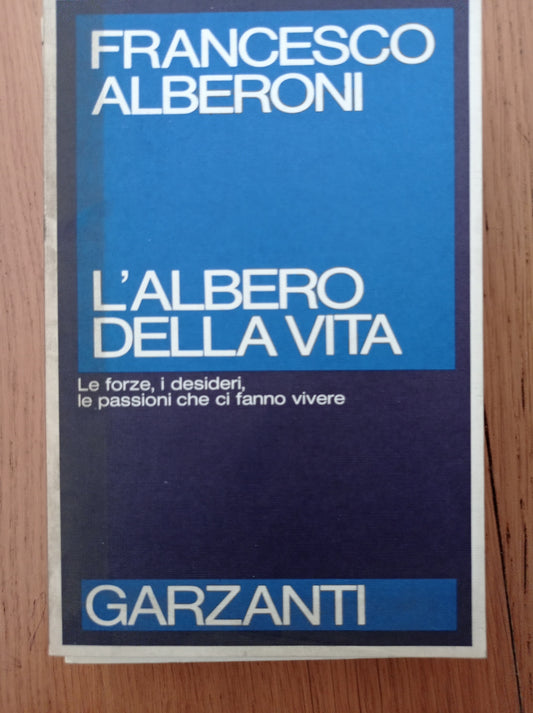 FRANCESCO
ALBERONI
L'ALBERO
DELLA VITA
Le forze, i desideri,
le passioni che ci fanno vivere
GARZANTI